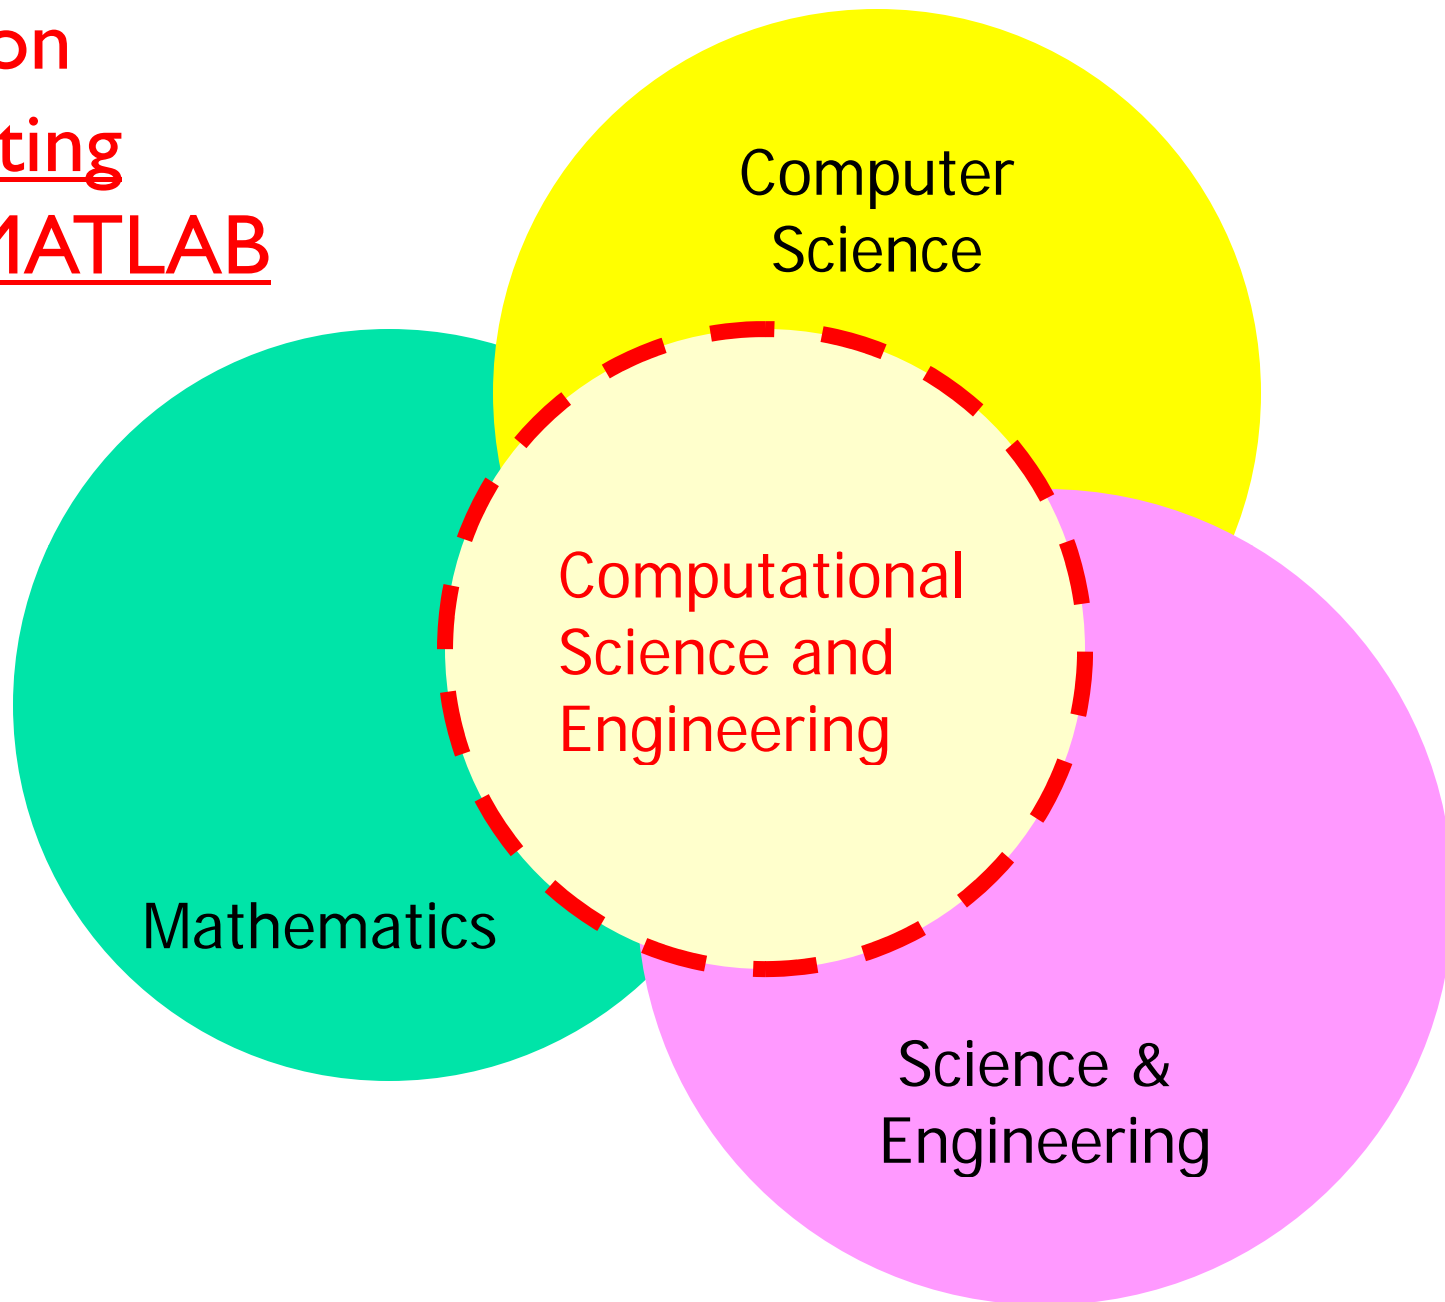 on
ting
MATLAB
Computer
Science
Computational
Science and
Engineering
Mathematics
Science &
Engineering